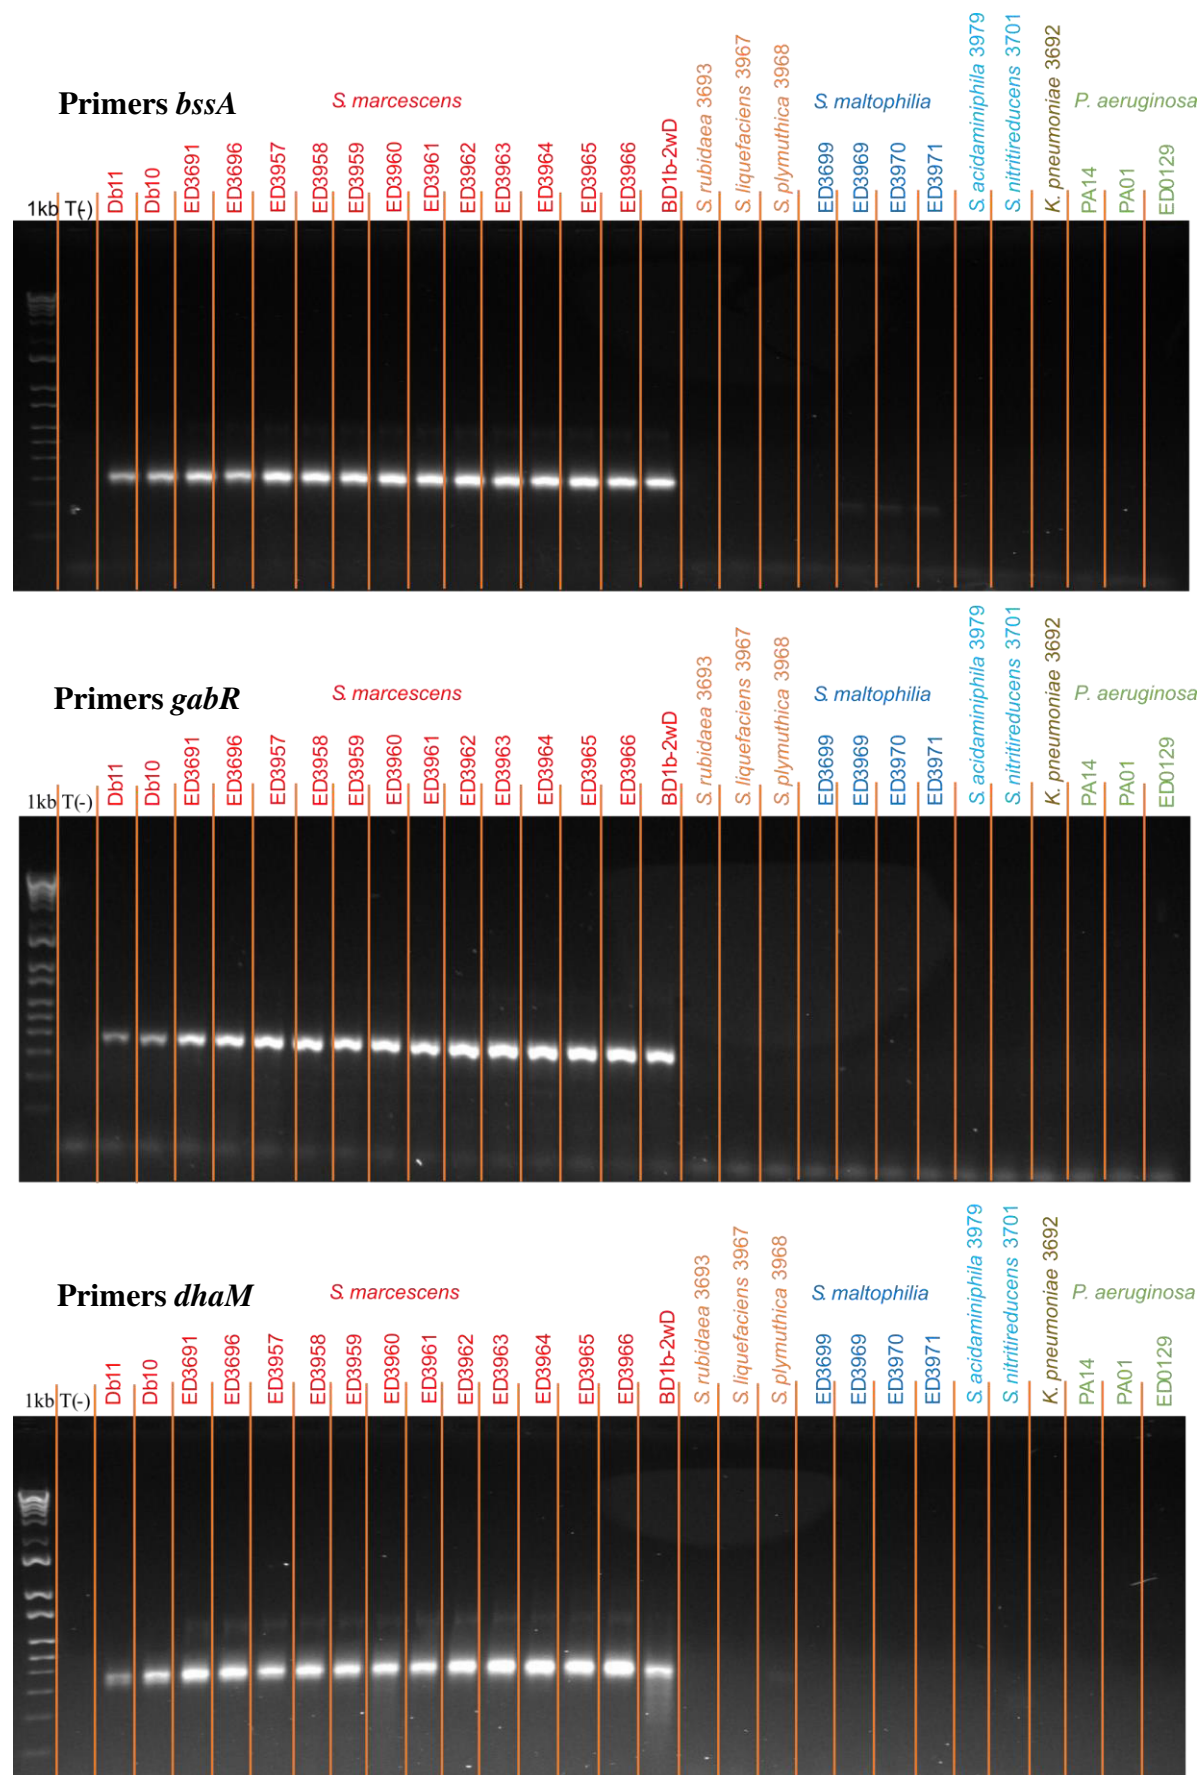 Primers bssA
S. marcescens
S. maltophilia
P. aeruginosa
1kb T(-) Db11 Db10 ED3691 ED3696 ED3957 ED3958 ED3959 ED3960 ED3961 ED3962 ED3963 ED3964 ED3965 ED3966 BD1b-2wD S. rubidaea 3693 S. liquefaciens 3967 S. plymuthica 3968 ED3699 ED3969 ED3970 ED3971 S. acidaminiphila 3979 S. nitritireducens 3701 K. pneumoniae 3692 PA14 PA01 ED0129
Primers gabR
S. marcescens
S. maltophilia
P. aeruginosa
1kb T(-) Db11 Db10 ED3691 ED3696 ED3957 ED3958 ED3959 ED3960 ED3961 ED3962 ED3963 ED3964 ED3965 ED3966 BD1b-2wD S. rubidaea 3693 S. liquefaciens 3967 S. plymuthica 3968 ED3699 ED3969 ED3970 ED3971 S. acidaminiphila 3979 S. nitritireducens 3701 K. pneumoniae 3692 PA14 PA01 ED0129
Primers dhaM
S. marcescens
S. maltophilia
P. aeruginosa
1kb T(-) Db11 Db10 ED3691 ED3696 ED3957 ED3958 ED3959 ED3960 ED3961 ED3962 ED3963 ED3964 ED3965 ED3966 BD1b-2wD S. rubidaea 3693 S. liquefaciens 3967 S. plymuthica 3968 ED3699 ED3969 ED3970 ED3971 S. acidaminiphila 3979 S. nitritireducens 3701 K. pneumoniae 3692 PA14 PA01 ED0129